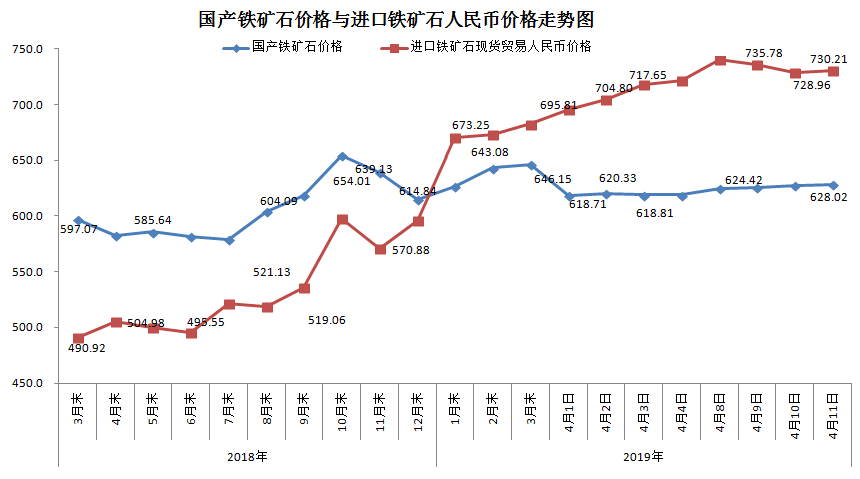 国产铁矿石价格与进口铁矿石人民币价格走势图
国产铁矿石价格 进口铁矿石现货贸易人民币价格
750.0
700.0
650.0
600.0
550.0
500.0
450.0
597.07 585.64 604.09 654.01 639.13 614.84 643.08 646.15 618.71 620.33 618.81 624.42 628.02
490.92 504.98 495.55 521.13 519.06 570.88 673.25 695.81 704.80 717.65 735.78 728.96 730.21
3月末 4月末 5月末 6月末 7月末 8月末 9月末 10月末 11月末 12月末 1月末 2月末 3月末 4月1日 4月2日 4月3日 4月4日 4月8日 4月9日 4月10日 4月11日
2018年 2019年